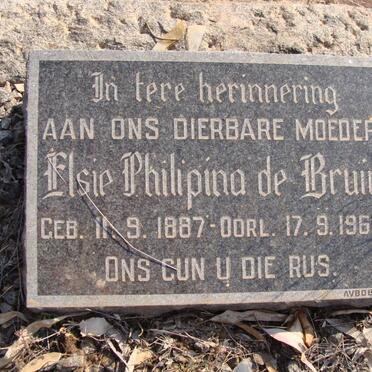 In tere herinnering
AAN ONS DIERBARE MOEDER
Elsie Philipina de Brui
GEB. 11. 9. 1887 - OORL. 17. 9. 196
ONS GUN U DIE RUS.
AVBOB